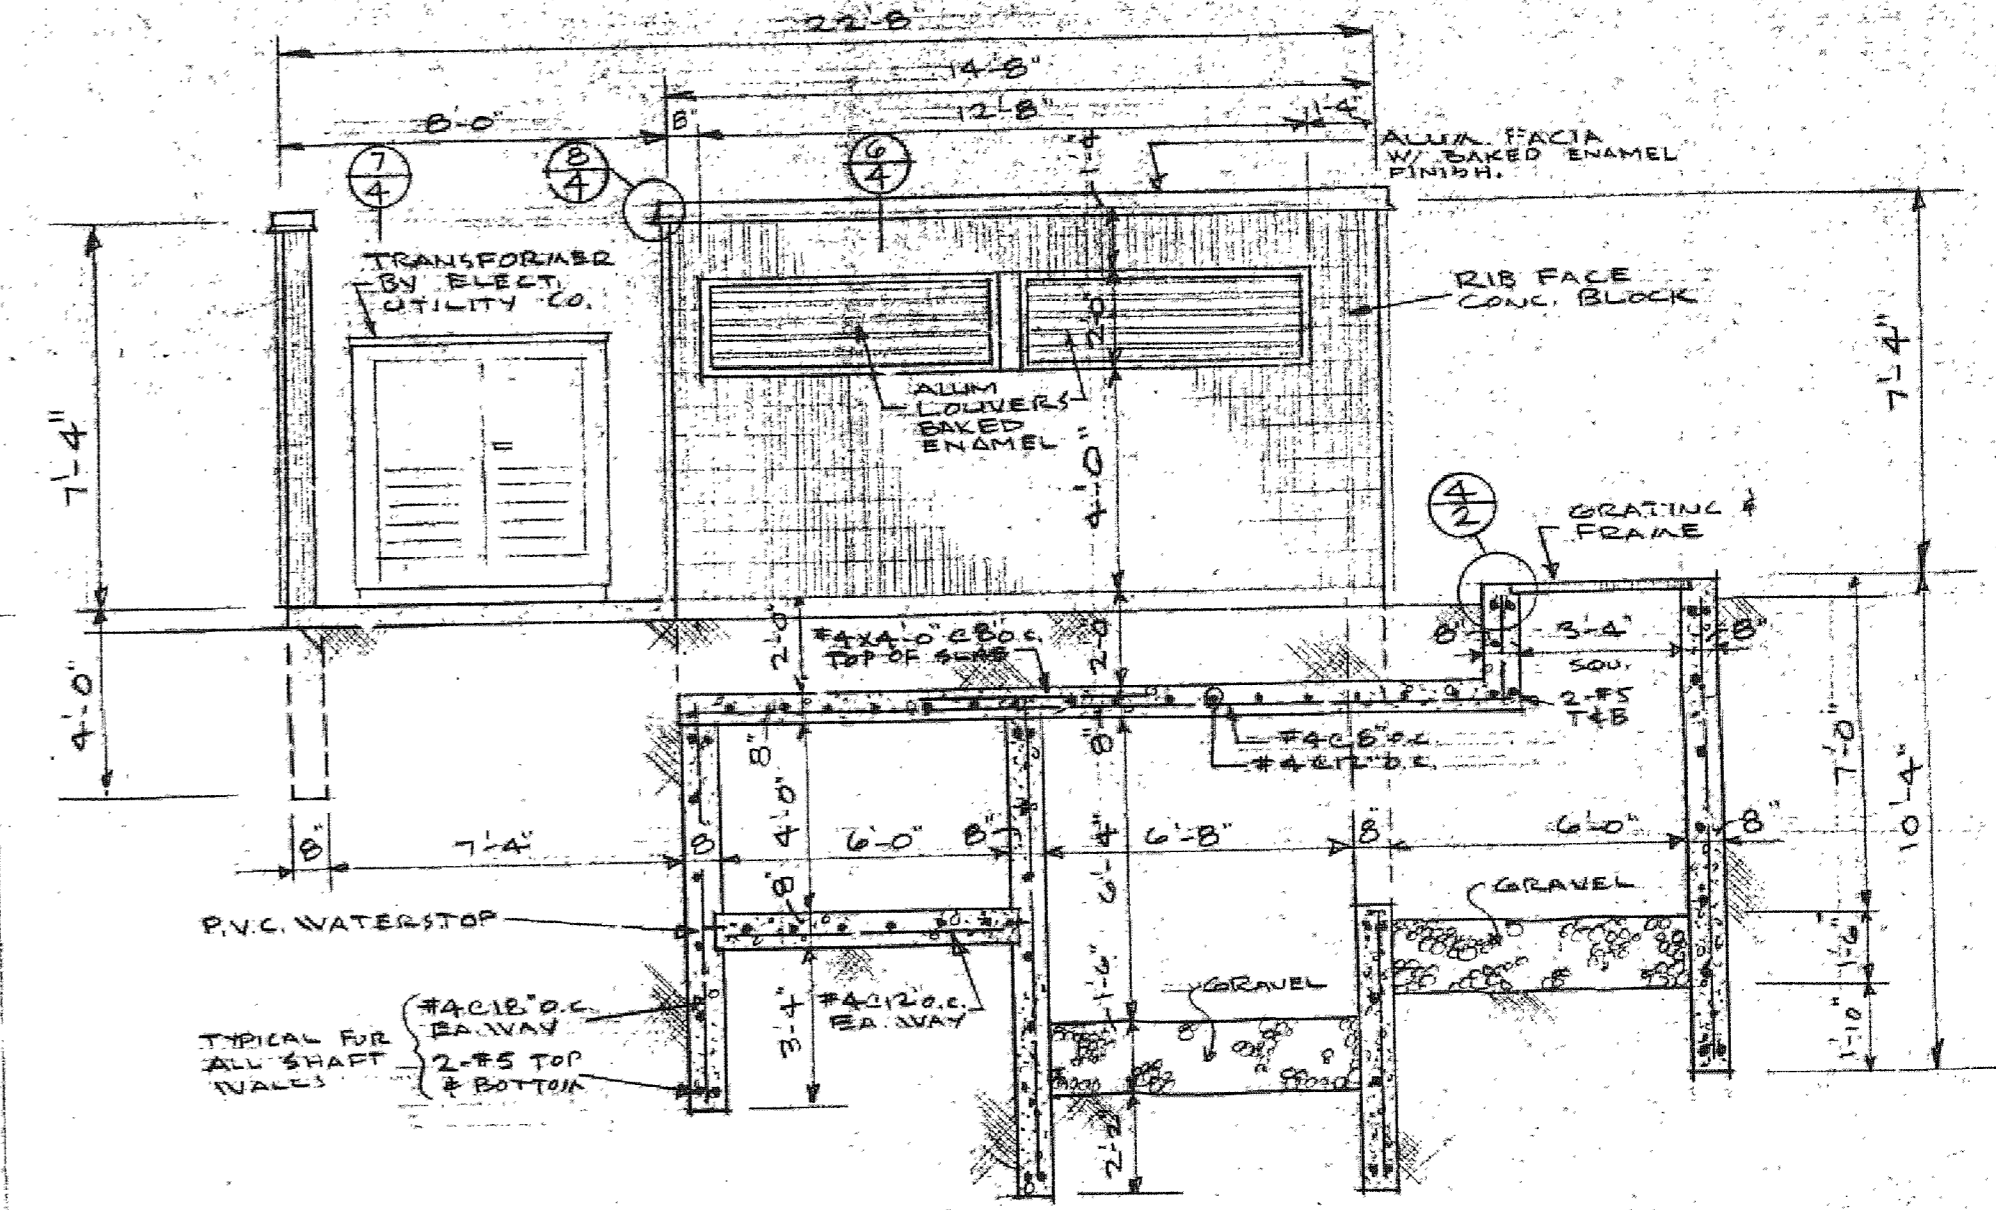 22'-8"
14'-8"
8'-0"
8"
12'-8"
1'-4"
7
4
8
4
6
4
1'-4"
ALUM. FACIA
W/ BAKED ENAMEL
FINISH.
TRANSFORMER
BY ELECT.
UTILITY CO.
RIB FACE
CONC. BLOCK
2'-0"
7'-4"
7'-4"
ALUM
LOUVERS
BAKED
ENAMEL
4'-0"
4
2
GRATING &
FRAME
2'-0"
#4x4'-0" @ 8" O.C.
TOP OF SLAB
2'-0
8"
3'-4"
SQU.
8"
4'-0"
2-#5
T&B
8"
8"
#4@8" O.C.
#4@12" O.C.
7'-0"
10'-4"
8"
7'-4"
8
4'-0"
6'-0"
8"
6'-4"
6'-8"
8"
6'-0"
8"
8"
GRAVEL
P.V.C. WATERSTOP
1'-6"
1'-6"
GRAVEL
3'-4"
#4@12" O.C.
EA. WAY
#4@18" O.C.
EA. WAY
TYPICAL FOR
ALL SHAFT
WALLS
2-#5 TOP
& BOTTOM
1'-10"
2'-2"